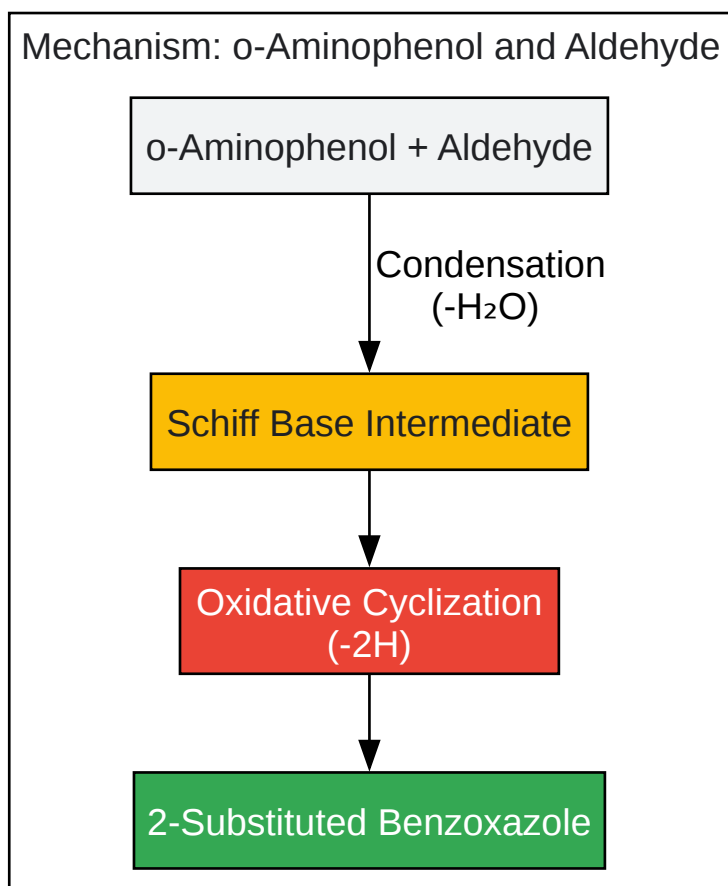 Mechanism: o-Aminophenol and Aldehyde
o-Aminophenol + Aldehyde
Condensation
(-H₂O)
Schiff Base Intermediate
Oxidative Cyclization
(-2H)
2-Substituted Benzoxazole